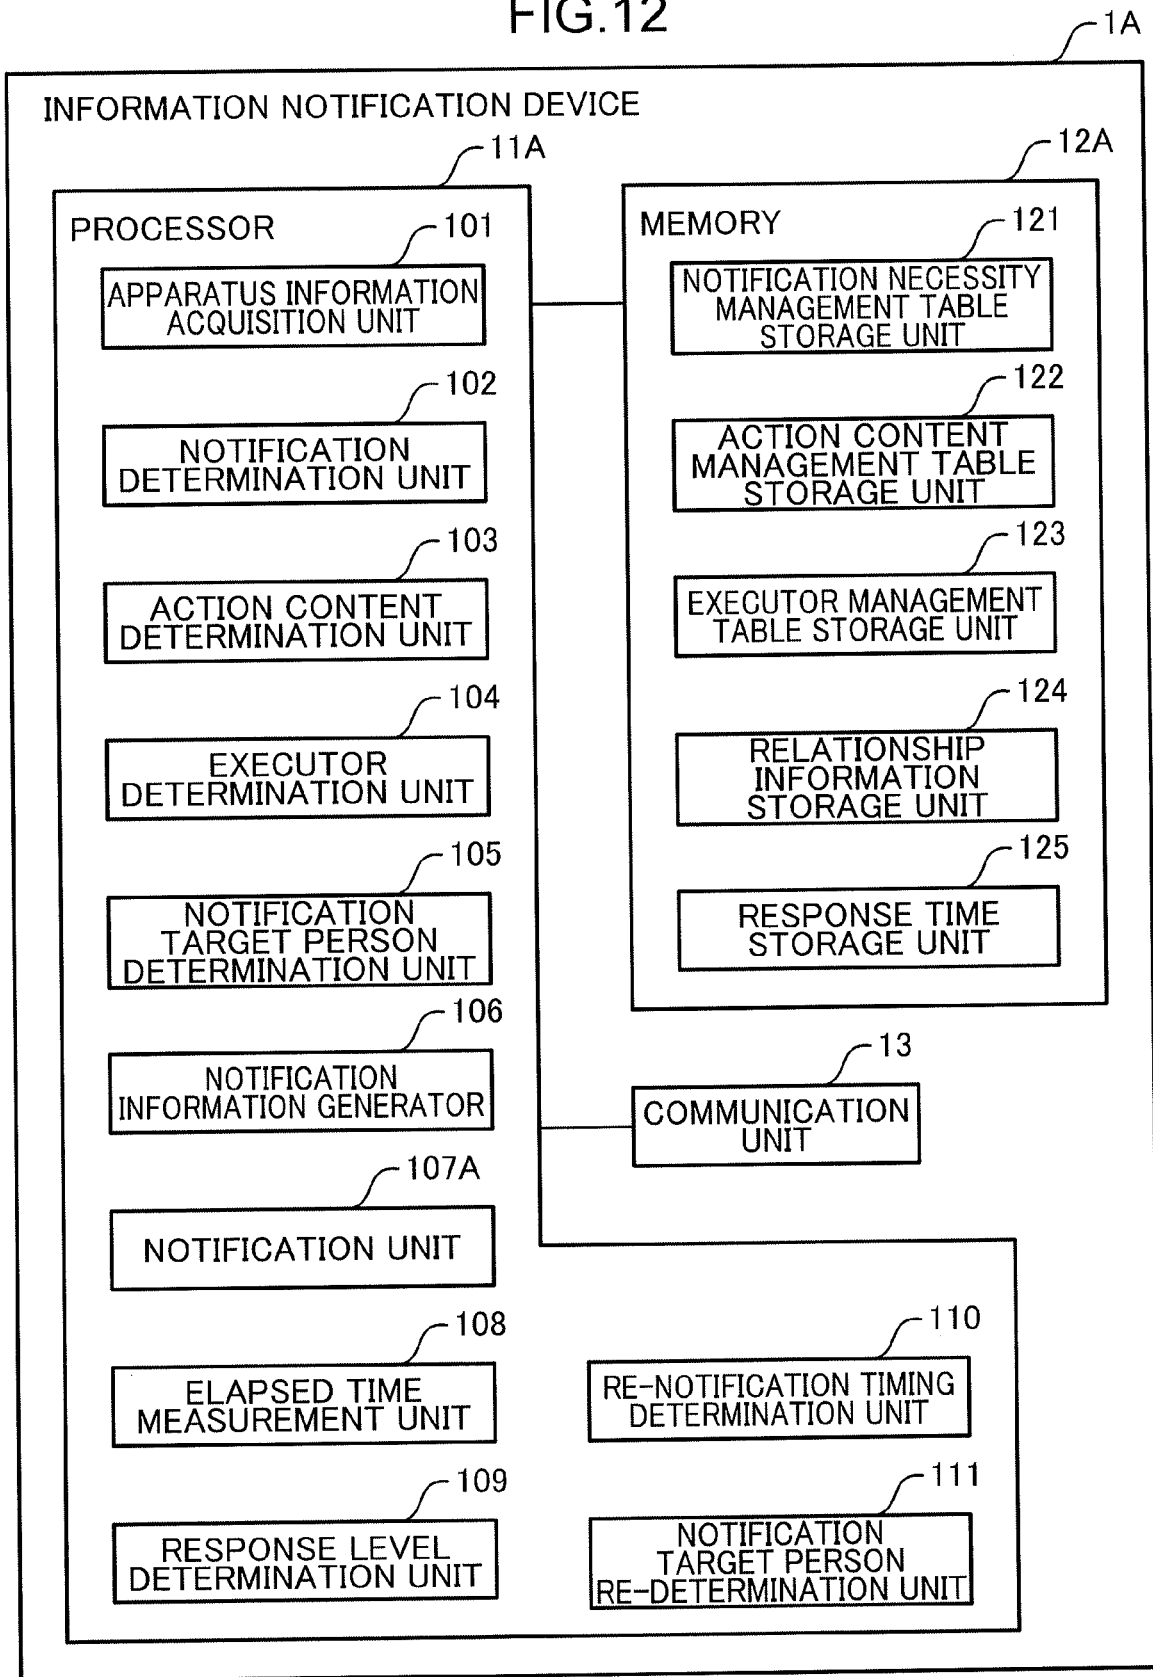 FIG.12
1A
INFORMATION NOTIFICATION DEVICE
11A
PROCESSOR
101
APPARATUS INFORMATION
ACQUISITION UNIT
102
NOTIFICATION
DETERMINATION UNIT
103
ACTION CONTENT
DETERMINATION UNIT
104
EXECUTOR
DETERMINATION UNIT
105
NOTIFICATION
TARGET PERSON
DETERMINATION UNIT
106
NOTIFICATION
INFORMATION GENERATOR
107A
NOTIFICATION UNIT
108
ELAPSED TIME
MEASUREMENT UNIT
109
RESPONSE LEVEL
DETERMINATION UNIT
110
RE-NOTIFICATION TIMING
DETERMINATION UNIT
111
NOTIFICATION
TARGET PERSON
RE-DETERMINATION UNIT
12A
MEMORY
121
NOTIFICATION NECESSITY
MANAGEMENT TABLE
STORAGE UNIT
122
ACTION CONTENT
MANAGEMENT TABLE
STORAGE UNIT
123
EXECUTOR MANAGEMENT
TABLE STORAGE UNIT
124
RELATIONSHIP
INFORMATION
STORAGE UNIT
125
RESPONSE TIME
STORAGE UNIT
13
COMMUNICATION
UNIT